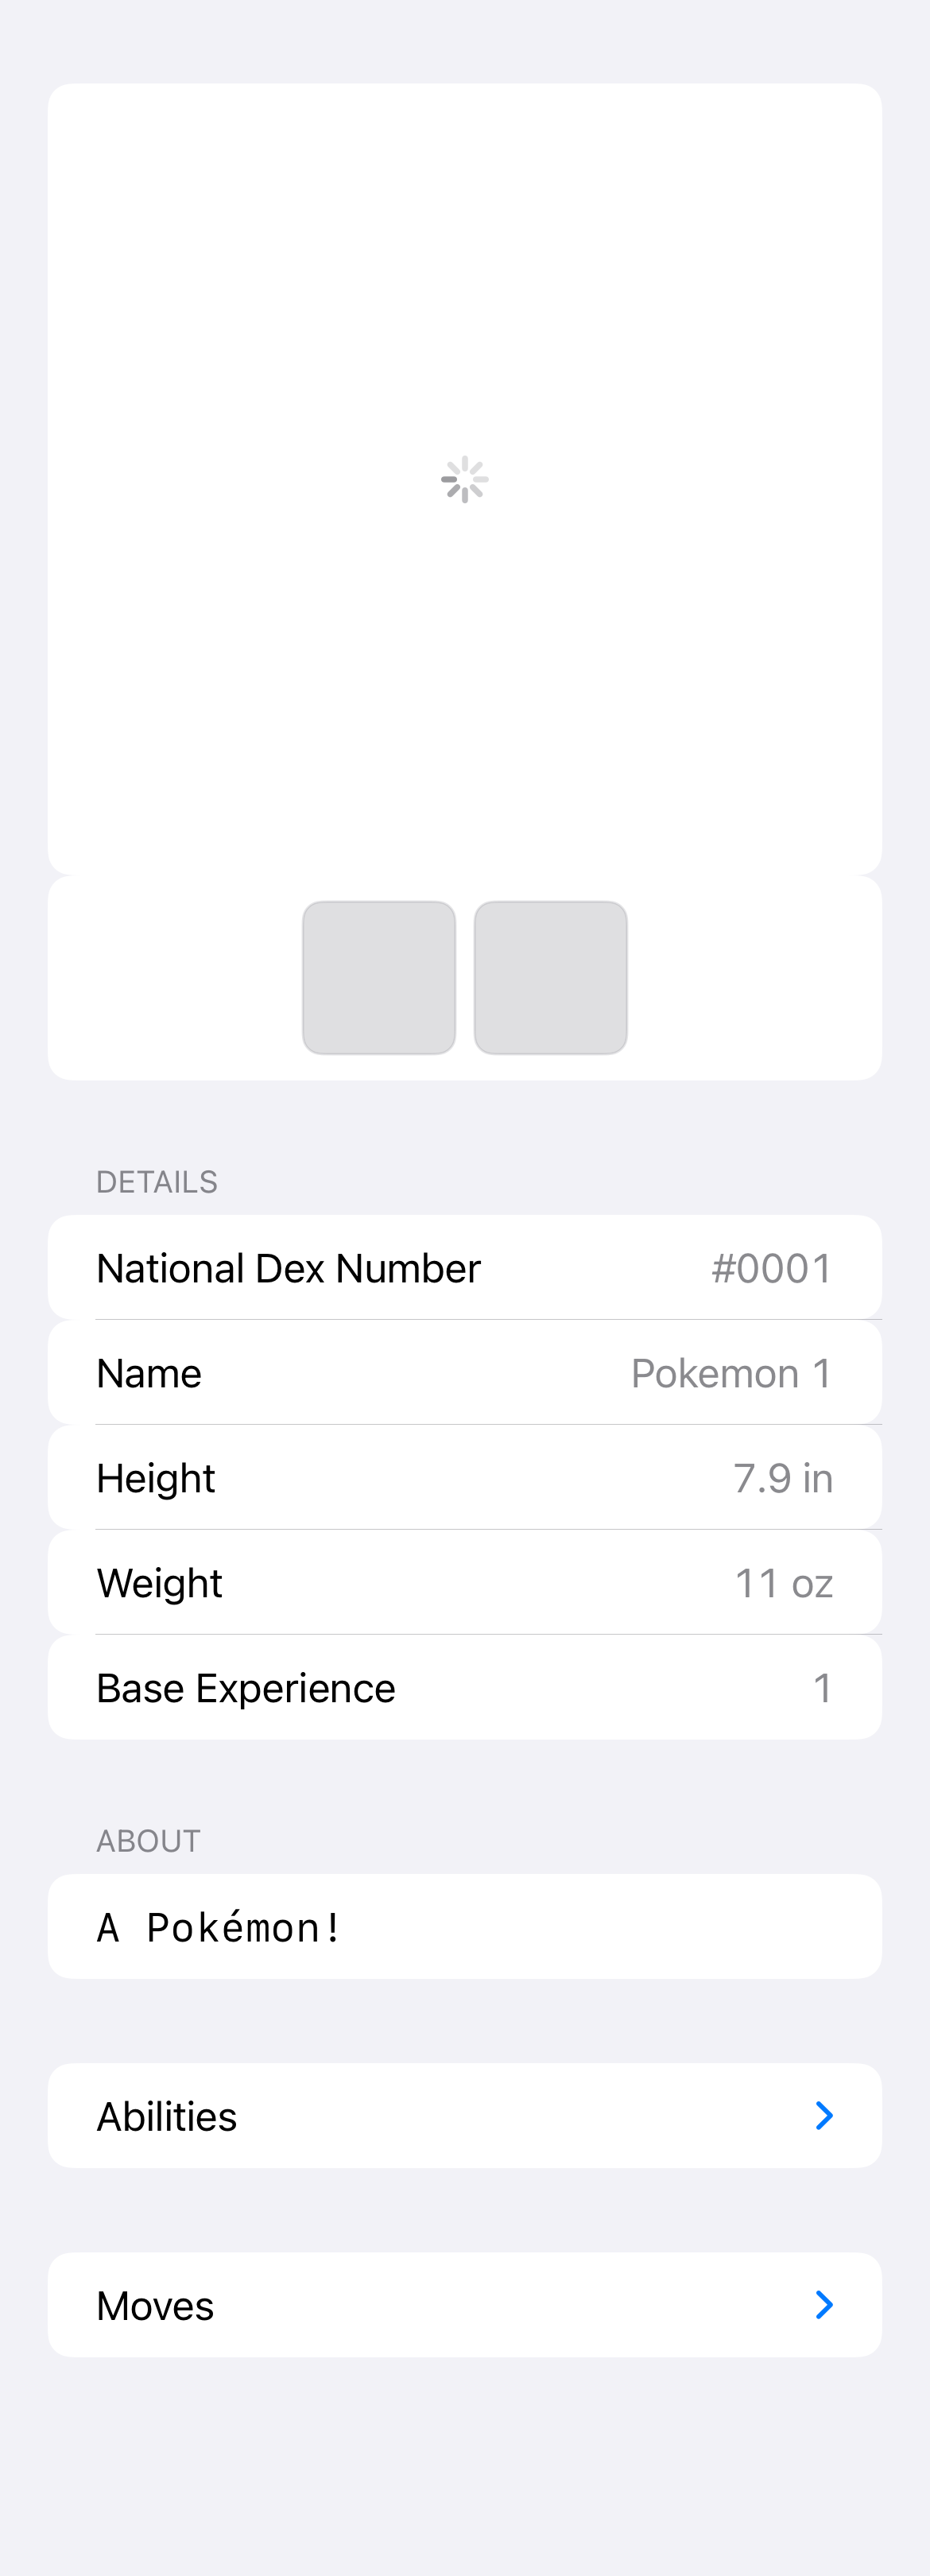 DETAILS
National Dex Number #0001
Name Pokemon 1
Height 7.9 in
Weight 11 oz
Base Experience 1
ABOUT
A Pokémon!
Abilities
Moves